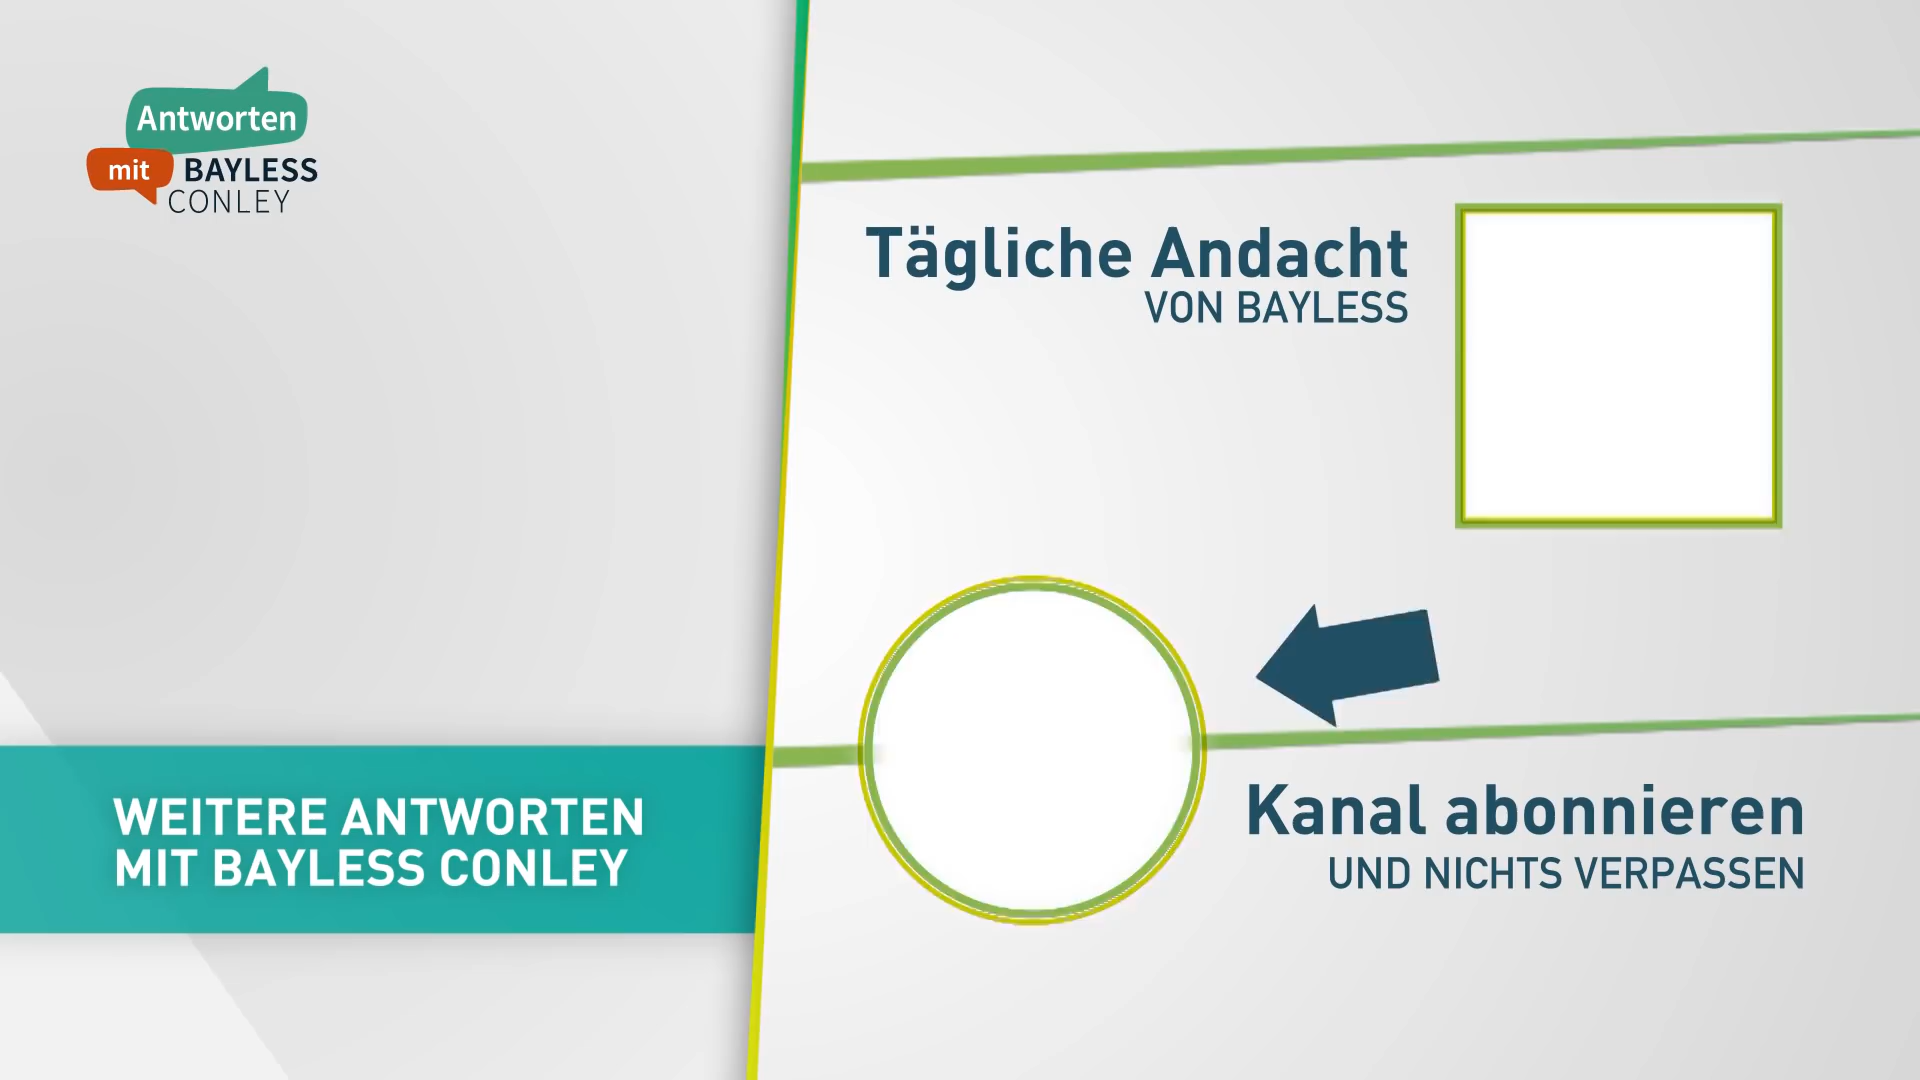 Antworten
mit BAYLESS
CONLEY
Tägliche Andacht
VON BAYLESS
WEITERE ANTWORTEN
MIT BAYLESS CONLEY
Kanal abonnieren
UND NICHTS VERPASSEN